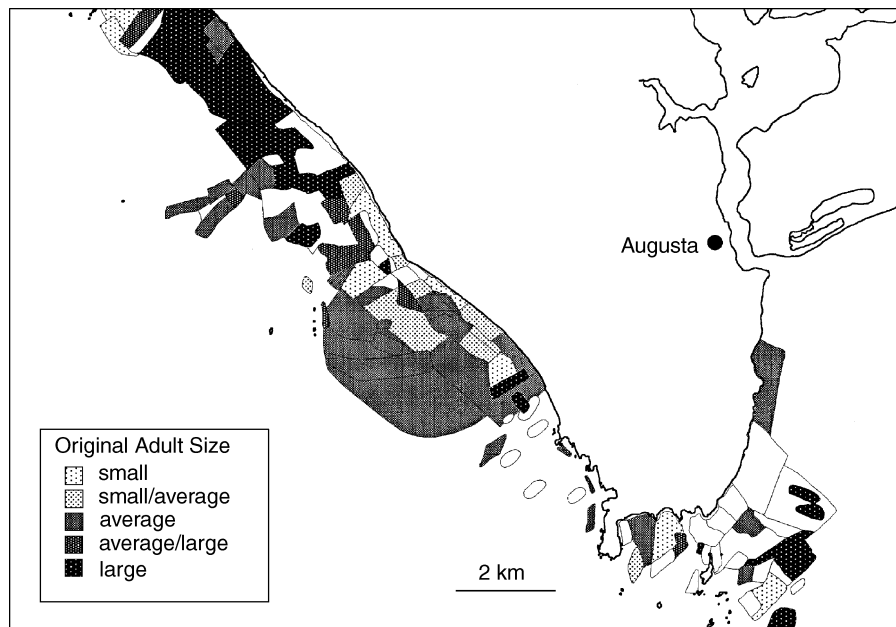 Augusta
Original Adult Size
small
small/average
average
average/large
large
2 km